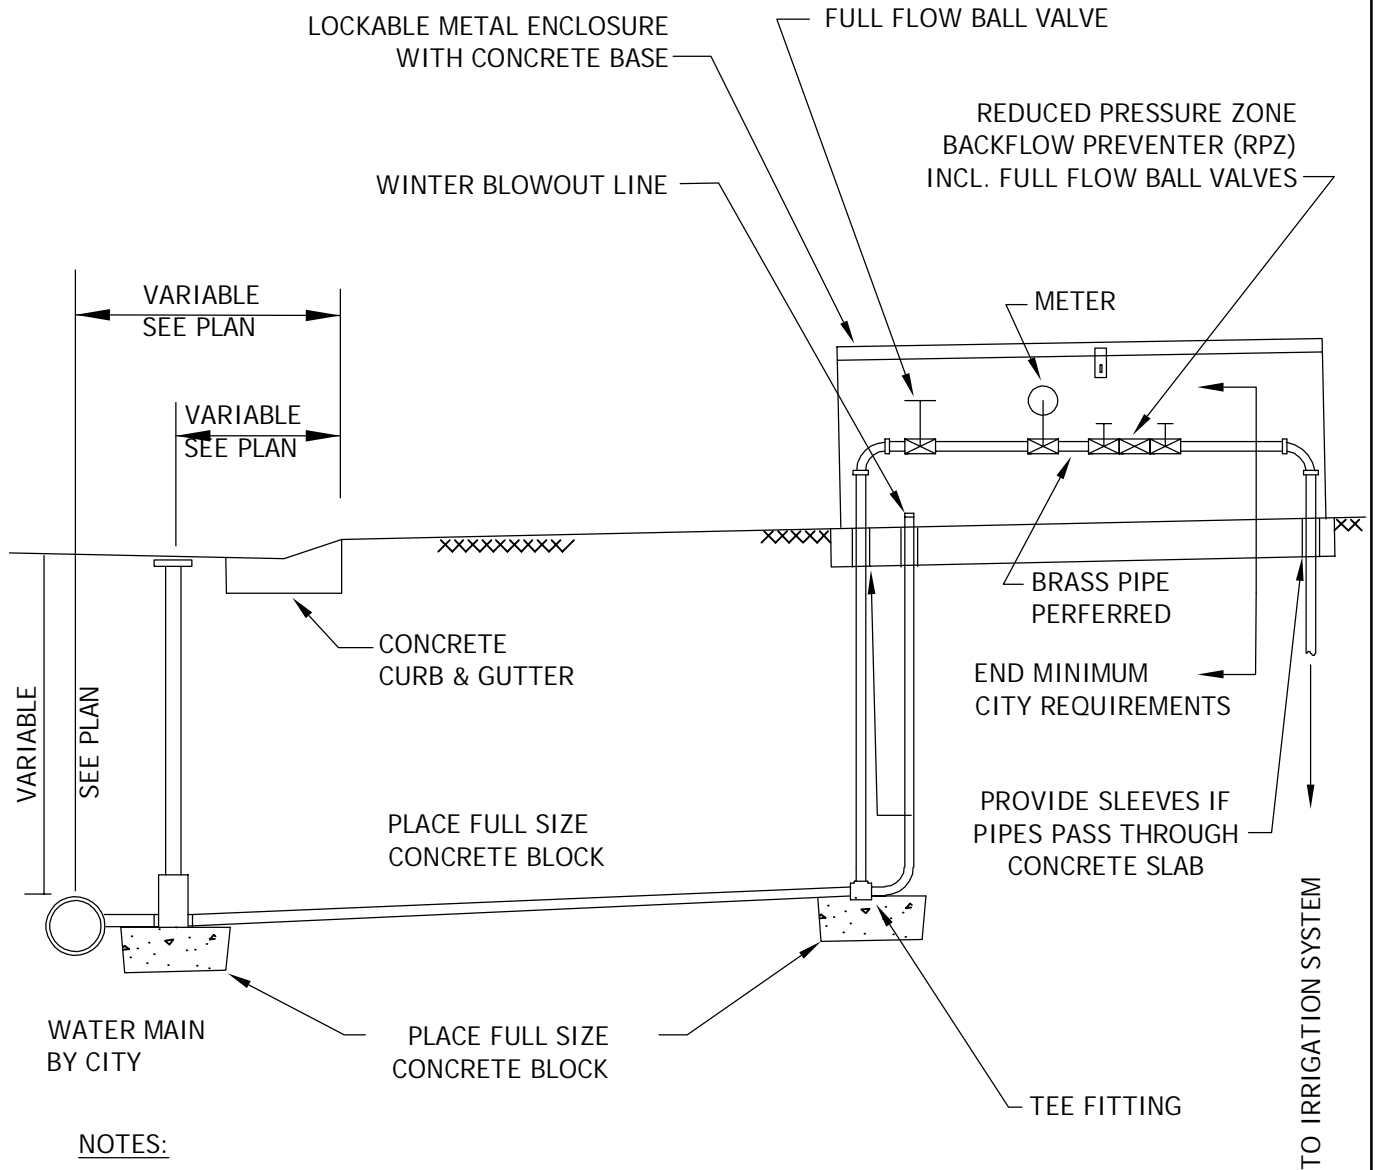 LOCKABLE METAL ENCLOSURE
WITH CONCRETE BASE
FULL FLOW BALL VALVE
REDUCED PRESSURE ZONE
BACKFLOW PREVENTER (RPZ)
INCL. FULL FLOW BALL VALVES
WINTER BLOWOUT LINE
VARIABLE
SEE PLAN
METER
VARIABLE
SEE PLAN
BRASS PIPE
PERFERRED
CONCRETE
CURB & GUTTER
END MINIMUM
CITY REQUIREMENTS
VARIABLE
SEE PLAN
PLACE FULL SIZE
CONCRETE BLOCK
PROVIDE SLEEVES IF
PIPES PASS THROUGH
CONCRETE SLAB
TO IRRIGATION SYSTEM
WATER MAIN
BY CITY
PLACE FULL SIZE
CONCRETE BLOCK
TEE FITTING
NOTES: